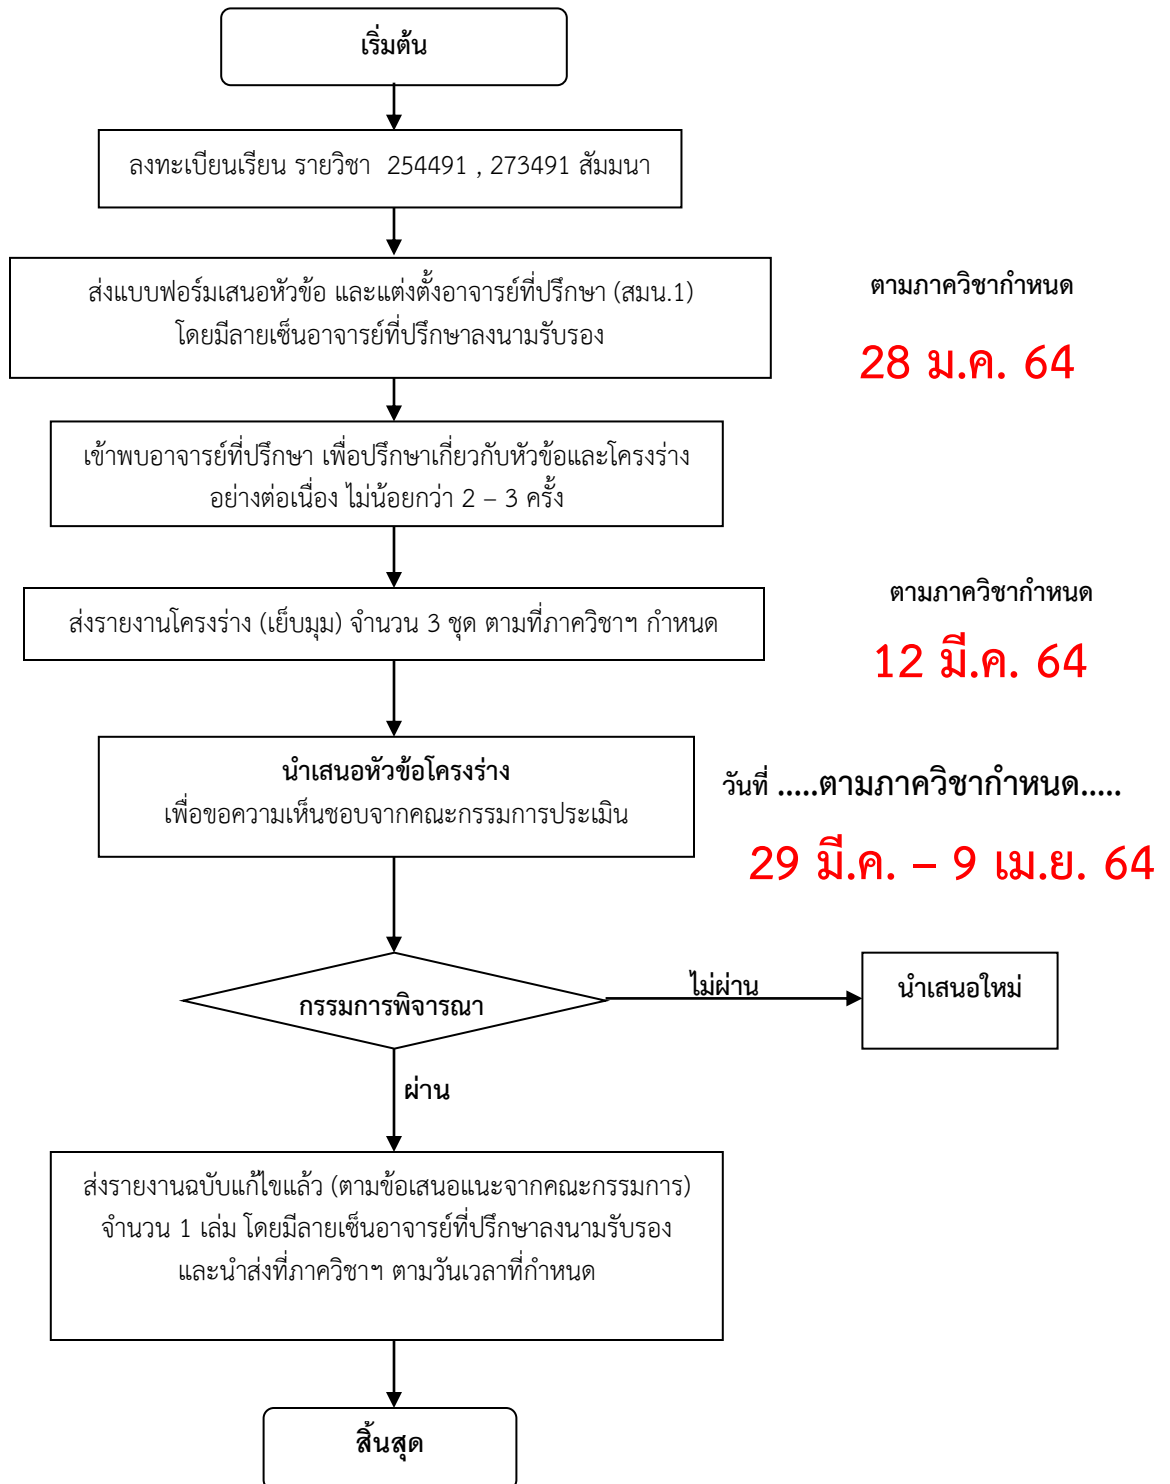 เริ่มต้น
ลงทะเบียนเรียน รายวิชา 254491 , 273491 สัมมนา
ส่งแบบฟอร์มเสนอหัวข้อ และแต่งตั้งอาจารย์ที่ปรึกษา (สมน.1)
โดยมีลายเซ็นอาจารย์ที่ปรึกษาลงนามรับรอง
ตามภาควิชากำหนด
28 ม.ค. 64
เข้าพบอาจารย์ที่ปรึกษา เพื่อปรึกษาเกี่ยวกับหัวข้อและโครงร่าง
อย่างต่อเนื่อง ไม่น้อยกว่า 2 – 3 ครั้ง
ส่งรายงานโครงร่าง (เย็บมุม) จำนวน 3 ชุด ตามที่ภาควิชาฯ กำหนด
ตามภาควิชากำหนด
12 มี.ค. 64
นำเสนอหัวข้อโครงร่าง
เพื่อขอความเห็นชอบจากคณะกรรมการประเมิน
วันที่ .....ตามภาควิชากำหนด.....
29 มี.ค. – 9 เม.ย. 64
กรรมการพิจารณา
ไม่ผ่าน
นำเสนอใหม่
ผ่าน
ส่งรายงานฉบับแก้ไขแล้ว (ตามข้อเสนอแนะจากคณะกรรมการ)
จำนวน 1 เล่ม โดยมีลายเซ็นอาจารย์ที่ปรึกษาลงนามรับรอง
และนำส่งที่ภาควิชาฯ ตามวันเวลาที่กำหนด
สิ้นสุด